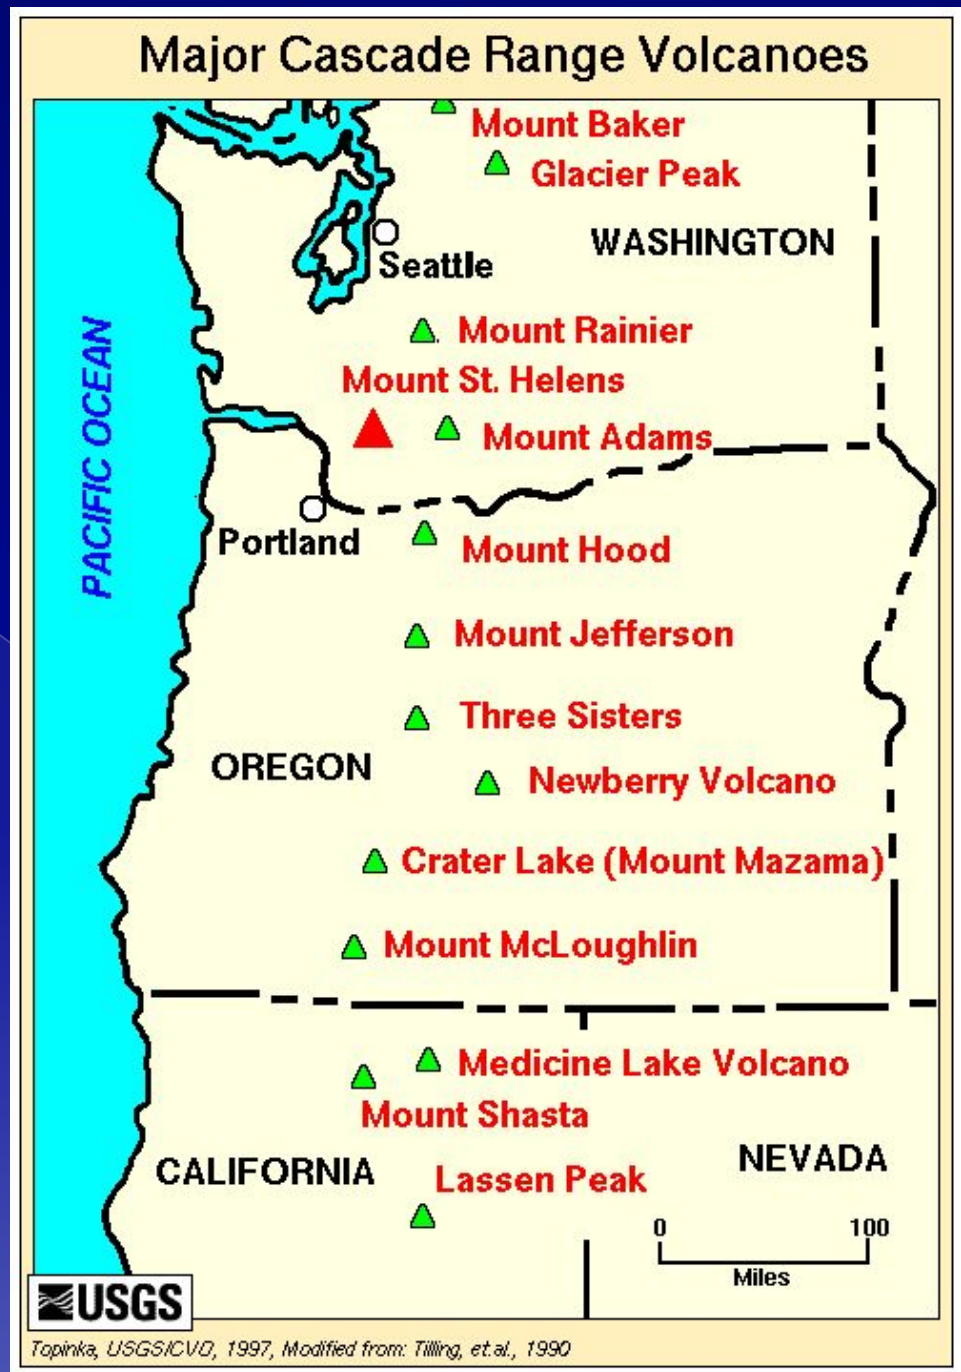 Major Cascade Range Volcanoes
Mount Baker
Glacier Peak
WASHINGTON
Seattle
Mount Rainier
Mount St. Helens
Mount Adams
PACIFIC OCEAN
Portland
Mount Hood
Mount Jefferson
Three Sisters
OREGON
Newberry Volcano
Crater Lake (Mount Mazama)
Mount McLoughlin
Medicine Lake Volcano
Mount Shasta
CALIFORNIA
NEVADA
Lassen Peak
0 100
Miles
USGS
Topinka, USGS/CVO, 1997, Modified from: Tilling, et.al., 1990